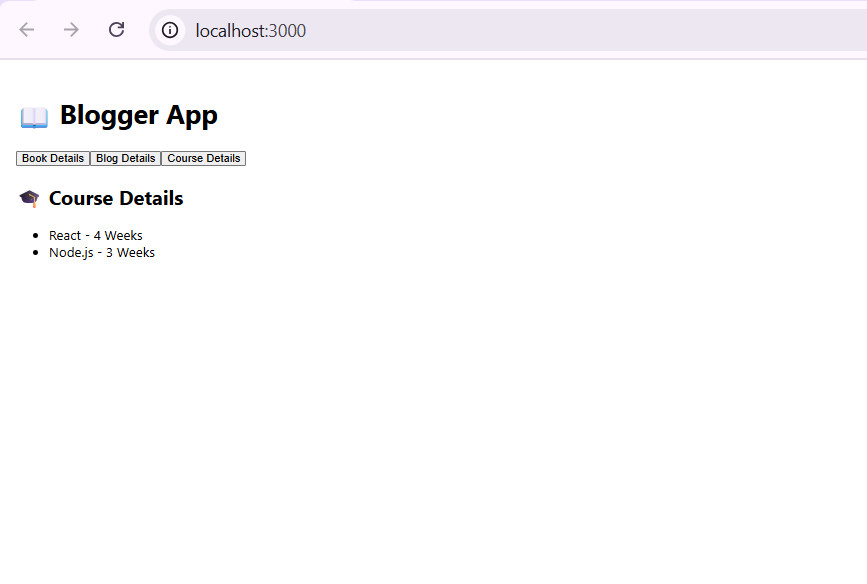 localhost:3000
📖 Blogger App
Book Details Blog Details Course Details
🎓 Course Details
• React - 4 Weeks
• Node.js - 3 Weeks